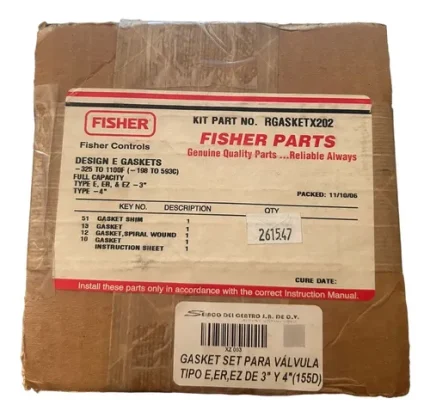 FISHER
Fisher Controls
KIT PART NO. RGASKETX202
FISHER PARTS
Genuine Quality Parts ...Reliable Always
DESIGN E GASKETS
-325 TO 1100F (-198 TO 593C)
FULL CAPACITY
TYPE E, ER, & EZ -3"
TYPE -4"
PACKED: 11/10/06
KEY NO. DESCRIPTION QTY
51 GASKET SHIM 1
13 GASKET 1
12 GASKET, SPIRAL WOUND 1
10 GASKET 1
INSTRUCTION SHEET 1
261547
CURE DATE:
Install these parts only in accordance with the correct Instruction Manual.
DEL CENTRO S.A. DE C.V.
GASKET SET PARA VÁLVULA
TIPO E,ER,EZ DE 3" Y 4"(155D)